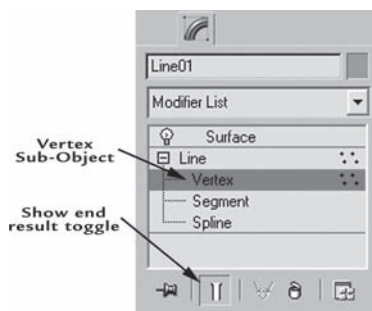 Line01
Modifier List
Surface
Line
Vertex
Segment
Spline
Vertex
Sub-Object
Show end
result toggle